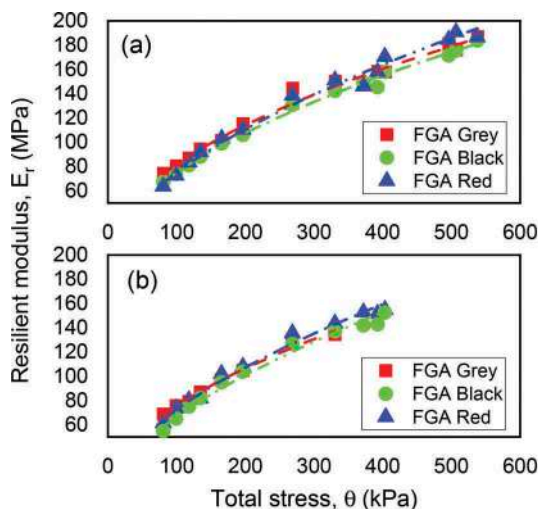 200
(a)
180
160
140
120
100
80
60
FGA Grey
FGA Black
FGA Red
0 100 200 300 400 500 600
Resilient modulus, Er (MPa)
200
(b)
180
160
140
120
100
80
60
FGA Grey
FGA Black
FGA Red
0 100 200 300 400 500 600
Total stress, θ (kPa)